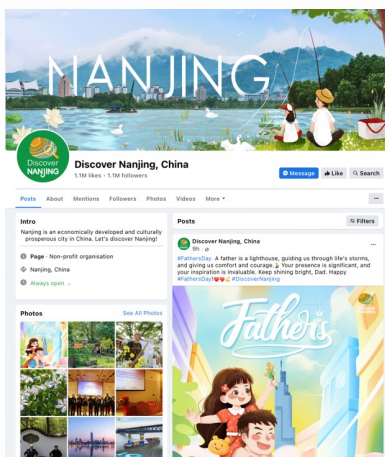 NANJING
Discover
NANJING
Discover Nanjing, China
1.1M likes • 1.1M followers
Message
Like
Search
Posts
About
Mentions
Followers
Photos
Videos
More
Intro
Nanjing is an economically developed and culturally
prosperous city in China. Let's discover Nanjing!
Page · Non-profit organisation
Nanjing, China
Always open
Photos
See All Photos
Posts
Filters
Discover Nanjing, China
9h
#FathersDay A father is a lighthouse, guiding us through life's storms,
and giving us comfort and courage. Your presence is significant, and
your inspiration is invaluable. Keep shining bright, Dad. Happy
#FathersDay! #DiscoverNanjing
Father's